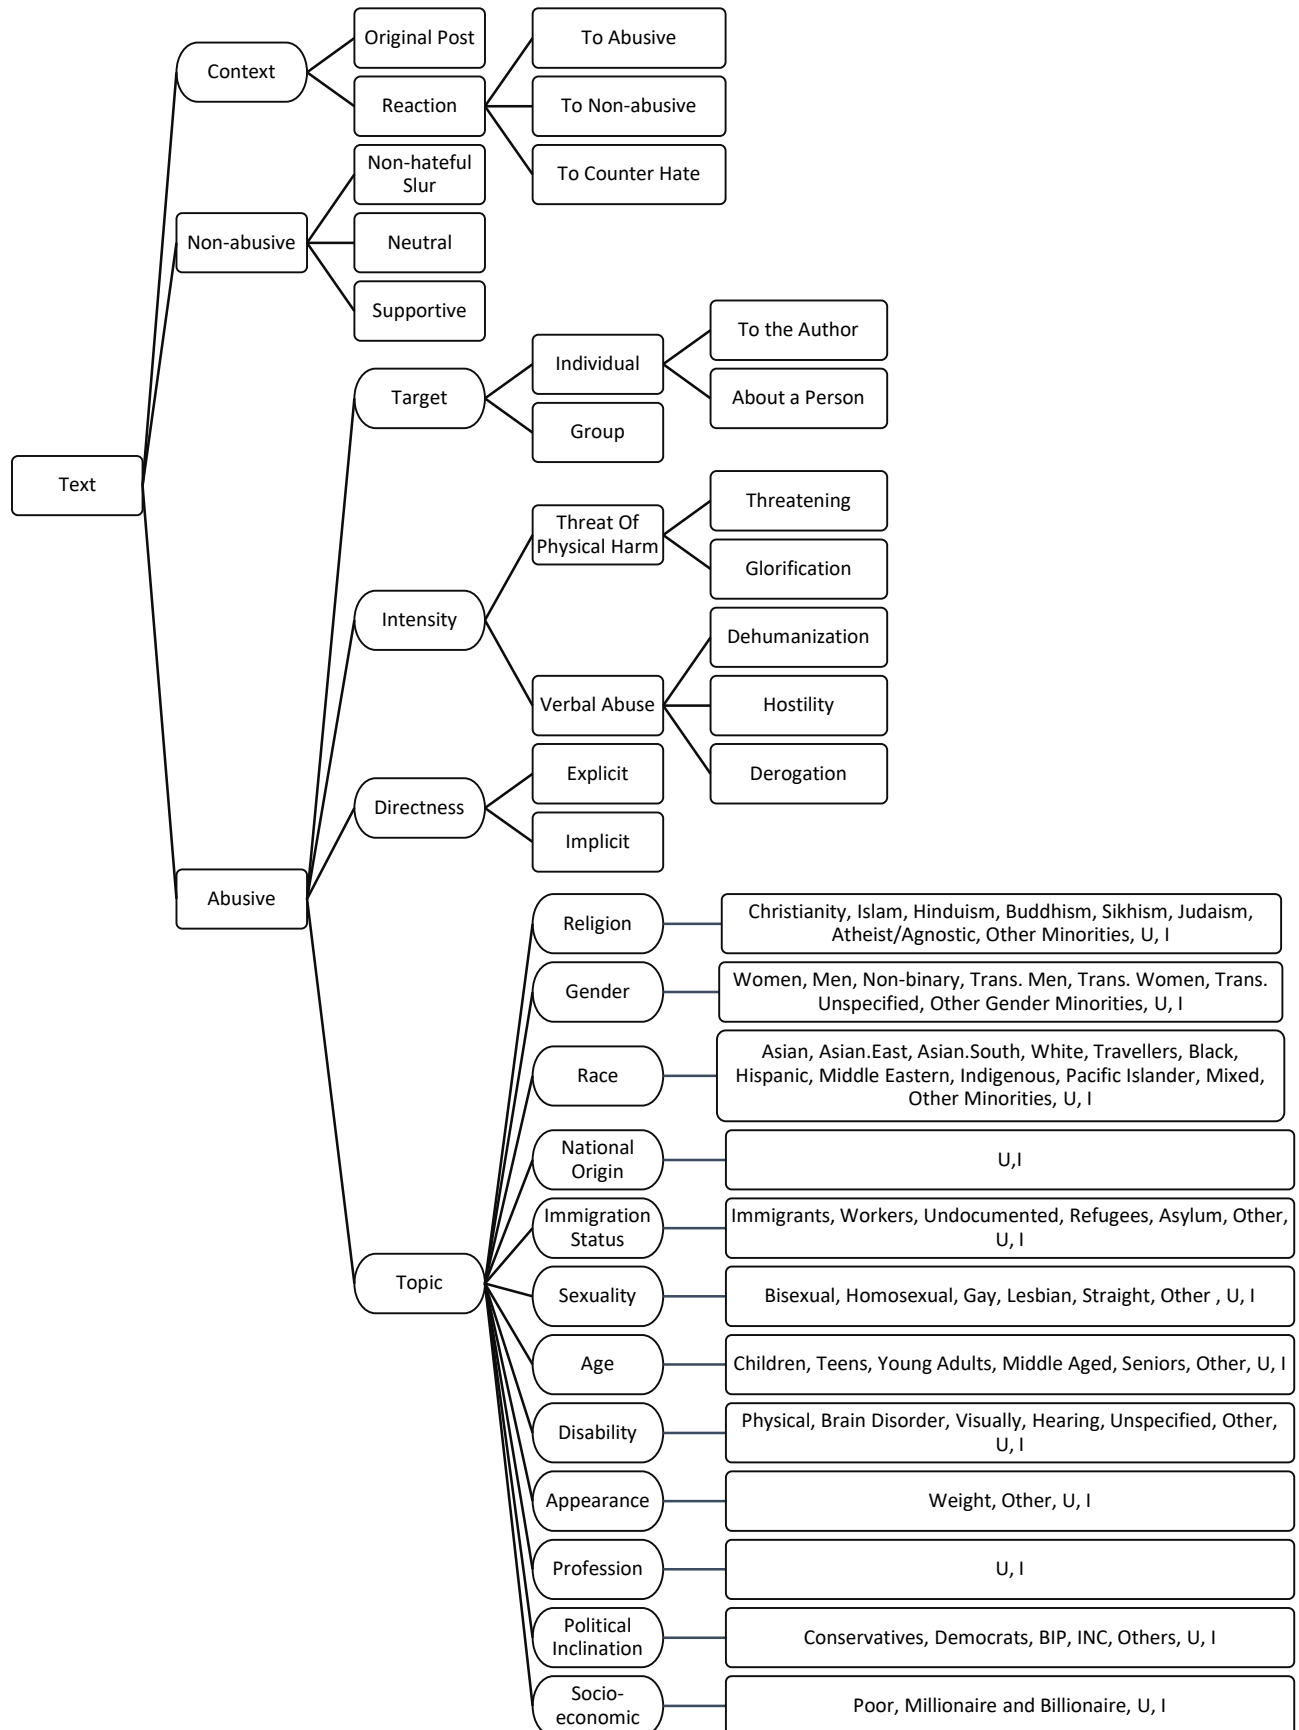 Original Post
To Abusive
Context
Reaction
To Non-abusive
Non-hateful
Slur
To Counter Hate
Non-abusive
Neutral
Supportive
To the Author
Individual
Target
About a Person
Group
Text
Threatening
Threat Of
Physical Harm
Glorification
Intensity
Dehumanization
Verbal Abuse
Hostility
Explicit
Derogation
Directness
Implicit
Abusive
Religion
Christianity, Islam, Hinduism, Buddhism, Sikhism, Judaism,
Atheist/Agnostic, Other Minorities, U, I
Gender
Women, Men, Non-binary, Trans. Men, Trans. Women, Trans.
Unspecified, Other Gender Minorities, U, I
Race
Asian, Asian.East, Asian.South, White, Travellers, Black,
Hispanic, Middle Eastern, Indigenous, Pacific Islander, Mixed,
Other Minorities, U, I
National
Origin
U,I
Immigration
Status
Immigrants, Workers, Undocumented, Refugees, Asylum, Other,
U, I
Topic
Sexuality
Bisexual, Homosexual, Gay, Lesbian, Straight, Other , U, I
Age
Children, Teens, Young Adults, Middle Aged, Seniors, Other, U, I
Disability
Physical, Brain Disorder, Visually, Hearing, Unspecified, Other,
U, I
Appearance
Weight, Other, U, I
Profession
U, I
Political
Inclination
Conservatives, Democrats, BIP, INC, Others, U, I
Socio-
economic
Poor, Millionaire and Billionaire, U, I